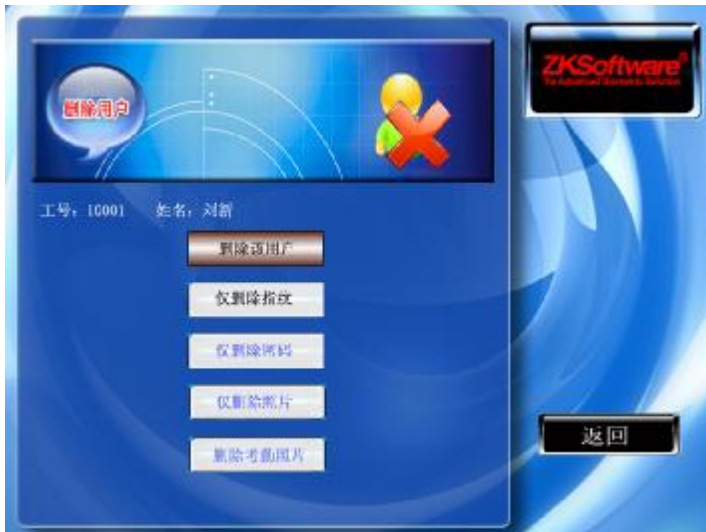 删除用户
ZKSoftware
工号：10001 姓名：刘新
删除该用户
仅删除指纹
仅删除密码
仅删除照片
删除考勤照片
返回